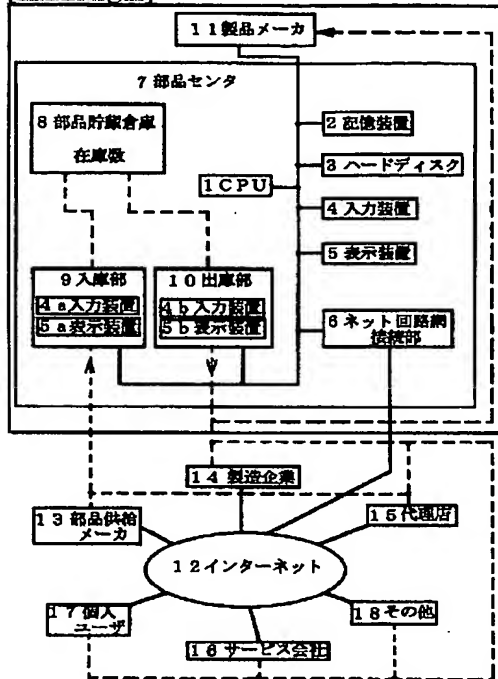 11製品メーカ
7部品センタ
8部品貯蔵倉庫
在庫数
2記憶装置
3ハードディスク
1CPU
4入力装置
5表示装置
9入庫部
4a入力装置
5a表示装置
10出庫部
4b入力装置
5b表示装置
6ネット回路網
接続部
14製造企業
13部品供給
メーカ
15代理店
12インターネット
17個人
ユーザ
18その他
16サービス会社